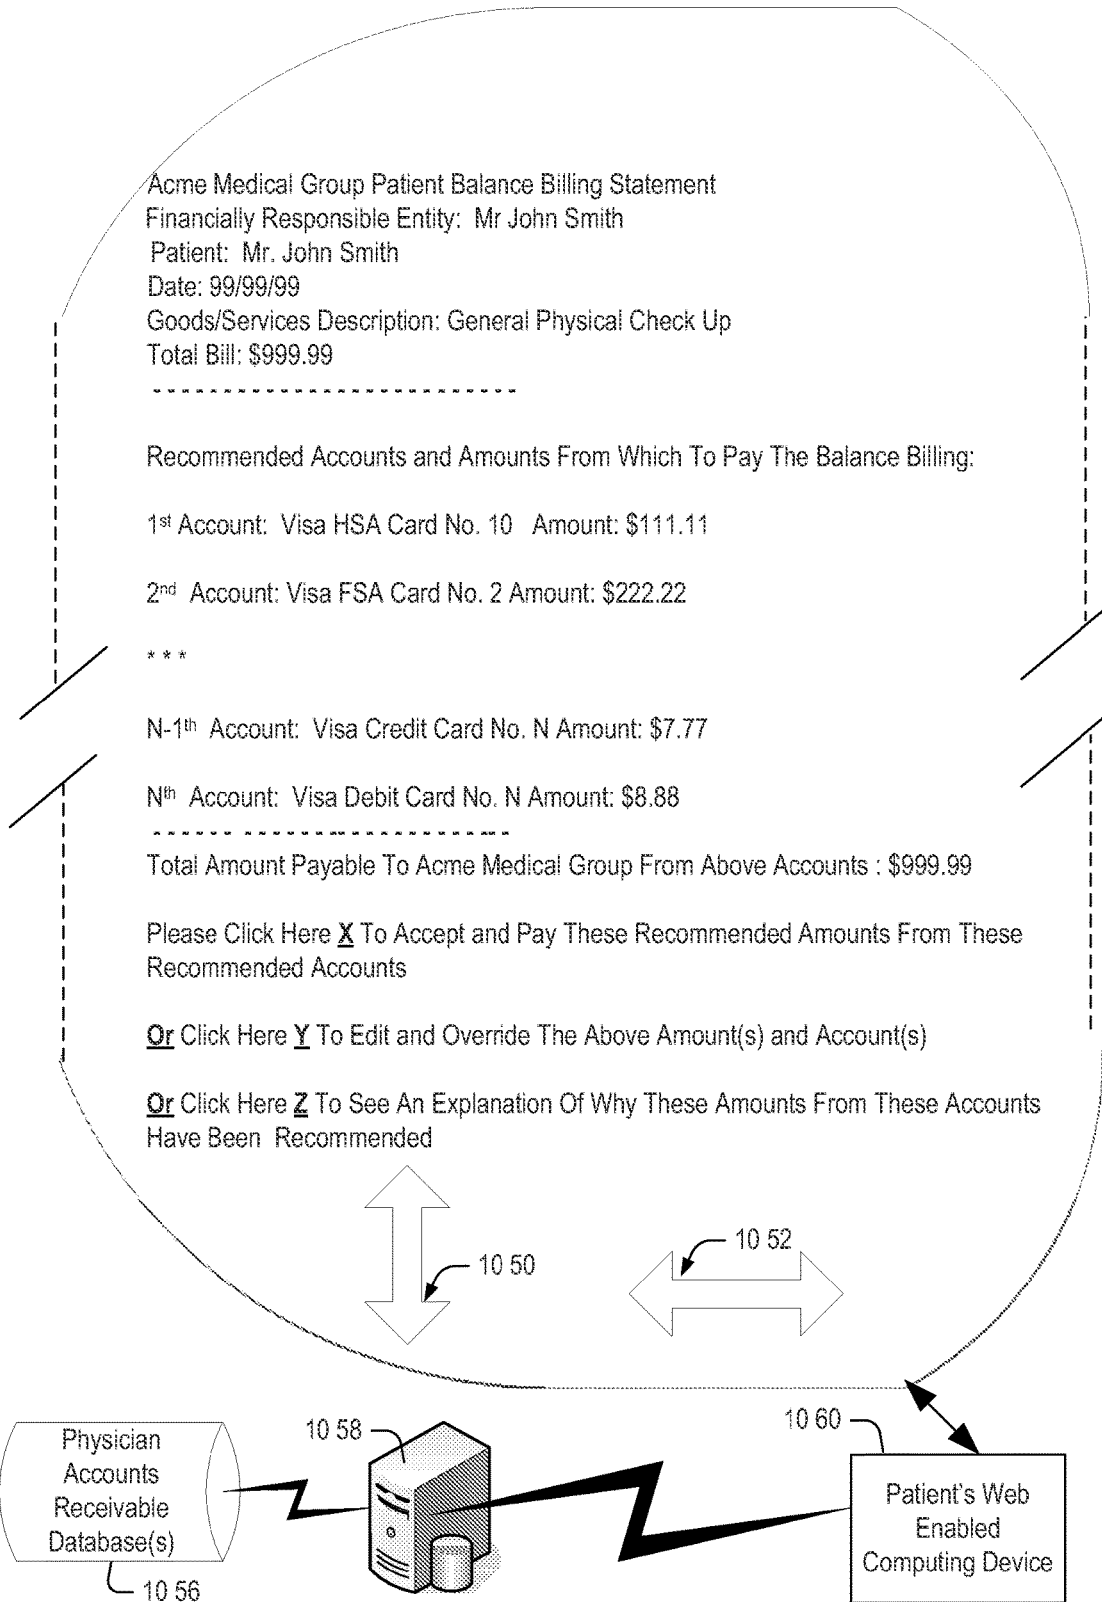 Acme Medical Group Patient Balance Billing Statement
Financially Responsible Entity: Mr John Smith
Patient: Mr. John Smith
Date: 99/99/99
Goods/Services Description: General Physical Check Up
Total Bill: $999.99
Recommended Accounts and Amounts From Which To Pay The Balance Billing:
1st Account: Visa HSA Card No. 10 Amount: $111.11
2nd Account: Visa FSA Card No. 2 Amount: $222.22
* * *
N-1th Account: Visa Credit Card No. N Amount: $7.77
Nth Account: Visa Debit Card No. N Amount: $8.88
Total Amount Payable To Acme Medical Group From Above Accounts : $999.99
Please Click Here X To Accept and Pay These Recommended Amounts From These
Recommended Accounts
Or Click Here Y To Edit and Override The Above Amount(s) and Account(s)
Or Click Here Z To See An Explanation Of Why These Amounts From These Accounts
Have Been Recommended
10 50
10 52
10 58
10 60
Physician
Accounts
Receivable
Database(s)
10 56
Patient's Web
Enabled
Computing Device